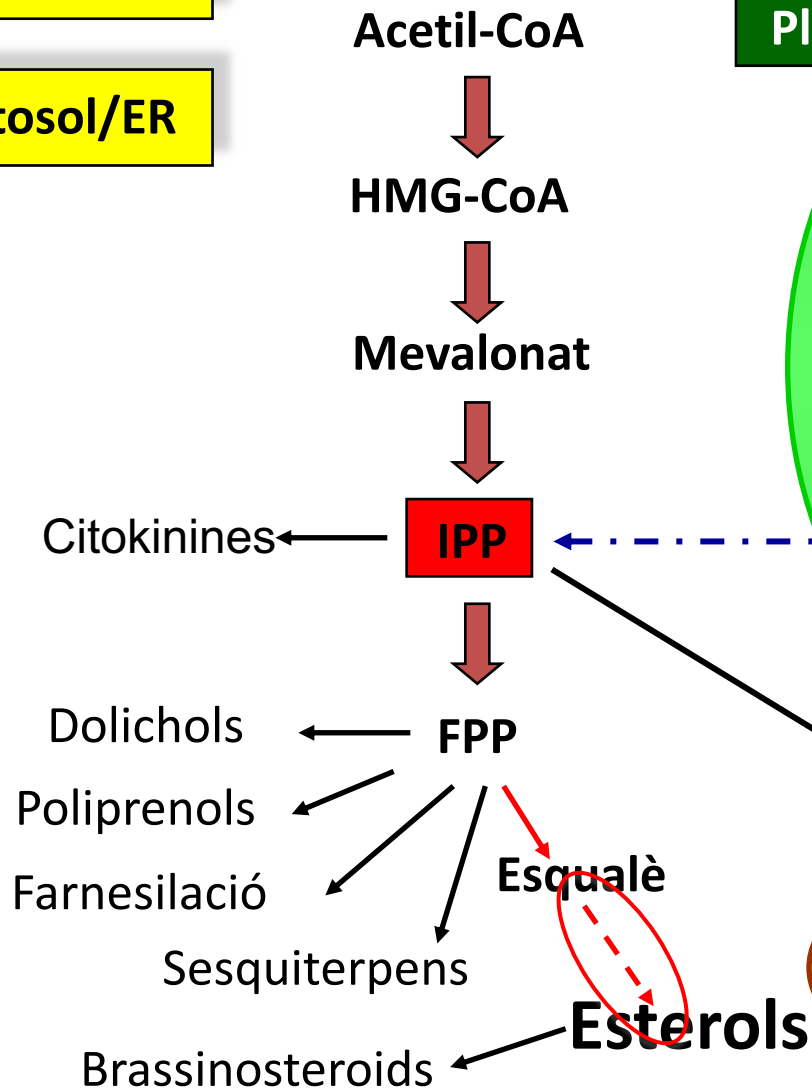 Acetil-CoA
Pl
tosol/ER
HMG-CoA
Mevalonat
Citokinines
IPP
Dolichols
FPP
Poliprenols
Esqualè
Farnesilació
Sesquiterpens
Esterols
Brassinosteroids